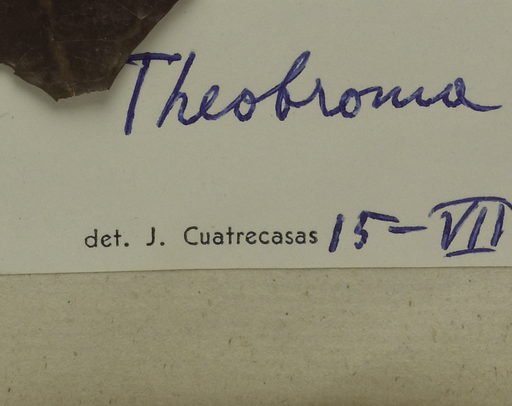 Theobroma
det. J. Cuatrecasas 15-VII